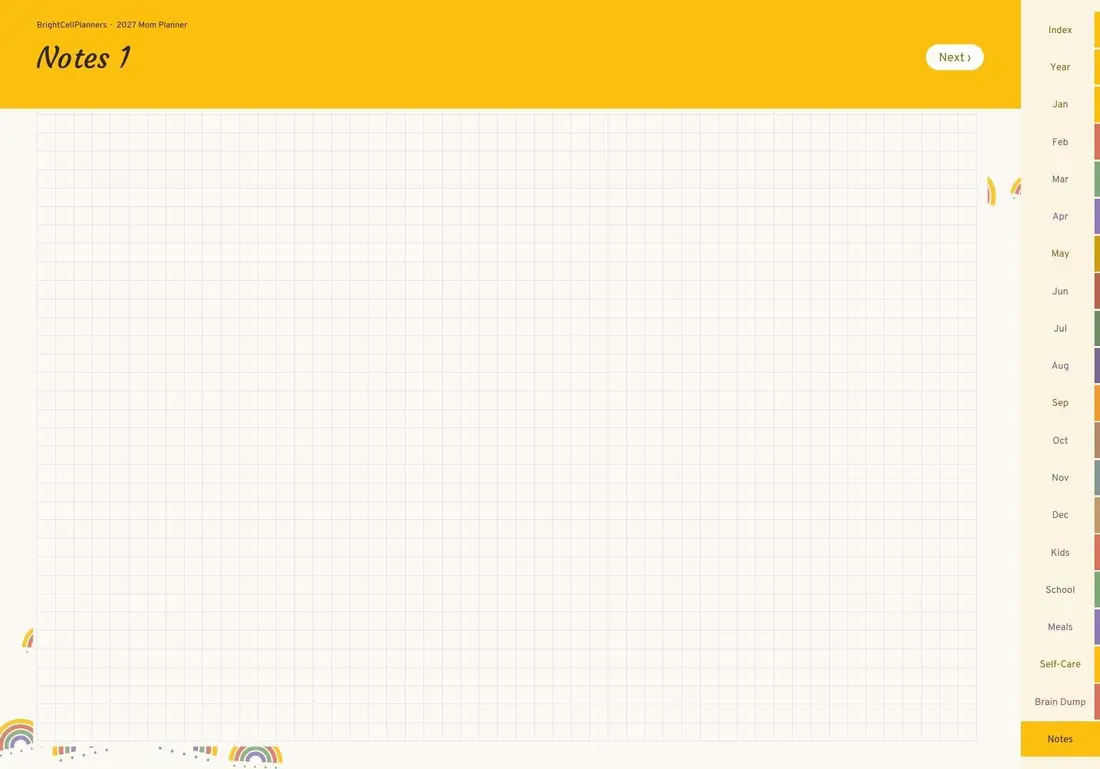 BrightCellPlanners · 2027 Mom Planner
Notes 1
Next ›
Index
Year
Jan
Feb
Mar
Apr
May
Jun
Jul
Aug
Sep
Oct
Nov
Dec
Kids
School
Meals
Self-Care
Brain Dump
Notes